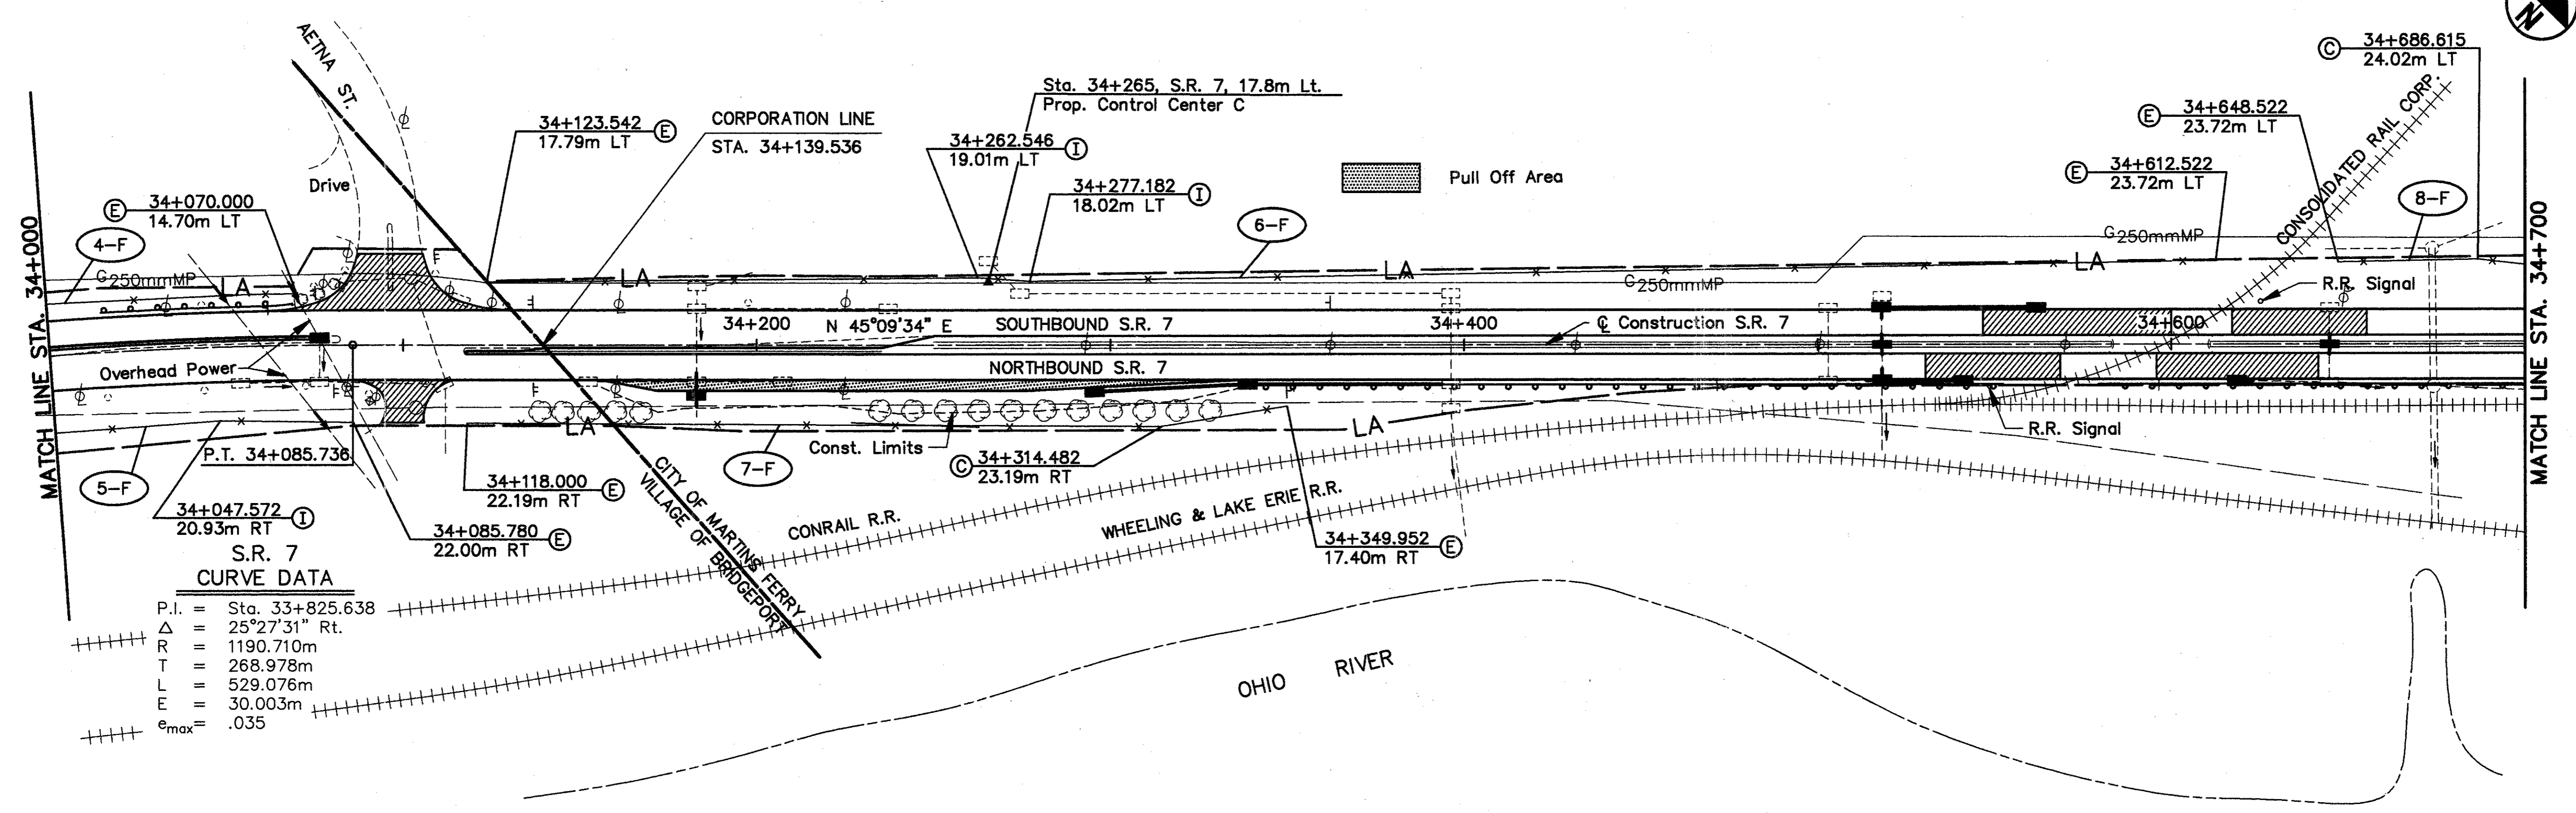 N
AETNA ST.
34+686.615
24.02m LT
C
Sta. 34+265, S.R. 7, 17.8m Lt.
Prop. Control Center C
34+648.522
23.72m LT
E
CONSOLIDATED RAIL CORP.
34+123.542
17.79m LT
E
CORPORATION LINE
STA. 34+139.536
34+262.546
19.01m LT
I
34+612.522
23.72m LT
E
Drive
34+277.182
18.02m LT
I
Pull Off Area
34+070.000
14.70m LT
E
4-F
6-F
8-F
MATCH LINE STA. 34+000
MATCH LINE STA. 34+700
G250mmMP
LA
LA
LA
G250mmMP
LA
G250mmMP
R.R. Signal
34+200
N 45°09'34" E
SOUTHBOUND S.R. 7
34+400
℄ Construction S.R. 7
34+600
NORTHBOUND S.R. 7
Overhead Power
LA
LA
Const. Limits
R.R. Signal
P.T. 34+085.736
5-F
7-F
34+314.482
23.19m RT
C
34+118.000
22.19m RT
E
34+047.572
20.93m RT
I
34+085.780
22.00m RT
E
CITY OF MARTINS FERRY
VILLAGE OF BRIDGEPORT
CONRAIL R.R.
WHEELING & LAKE ERIE R.R.
34+349.952
17.40m RT
E
S.R. 7
CURVE DATA
P.I. = Sta. 33+825.638
Δ = 25°27'31" Rt.
R = 1190.710m
T = 268.978m
L = 529.076m
E = 30.003m
emax= .035
OHIO RIVER